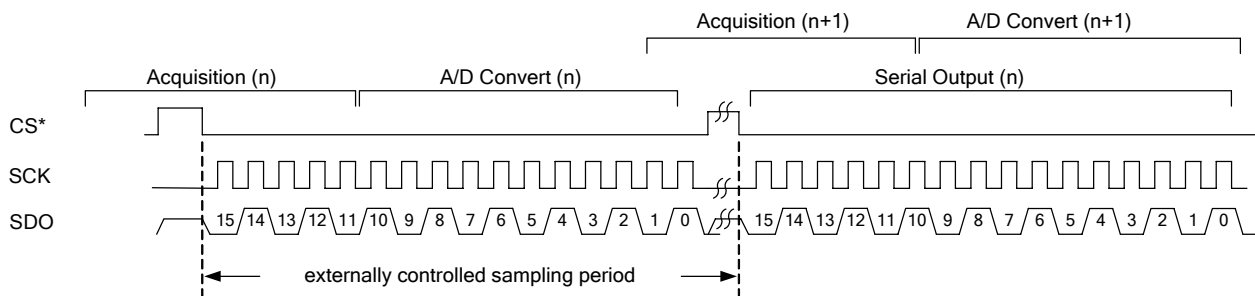 Acquisition (n+1) A/D Convert (n+1)
Acquisition (n) A/D Convert (n) Serial Output (n)
CS*
SCK
SDO 15 14 13 12 11 10 9 8 7 6 5 4 3 2 1 0 15 14 13 12 11 10 9 8 7 6 5 4 3 2 1 0
externally controlled sampling period